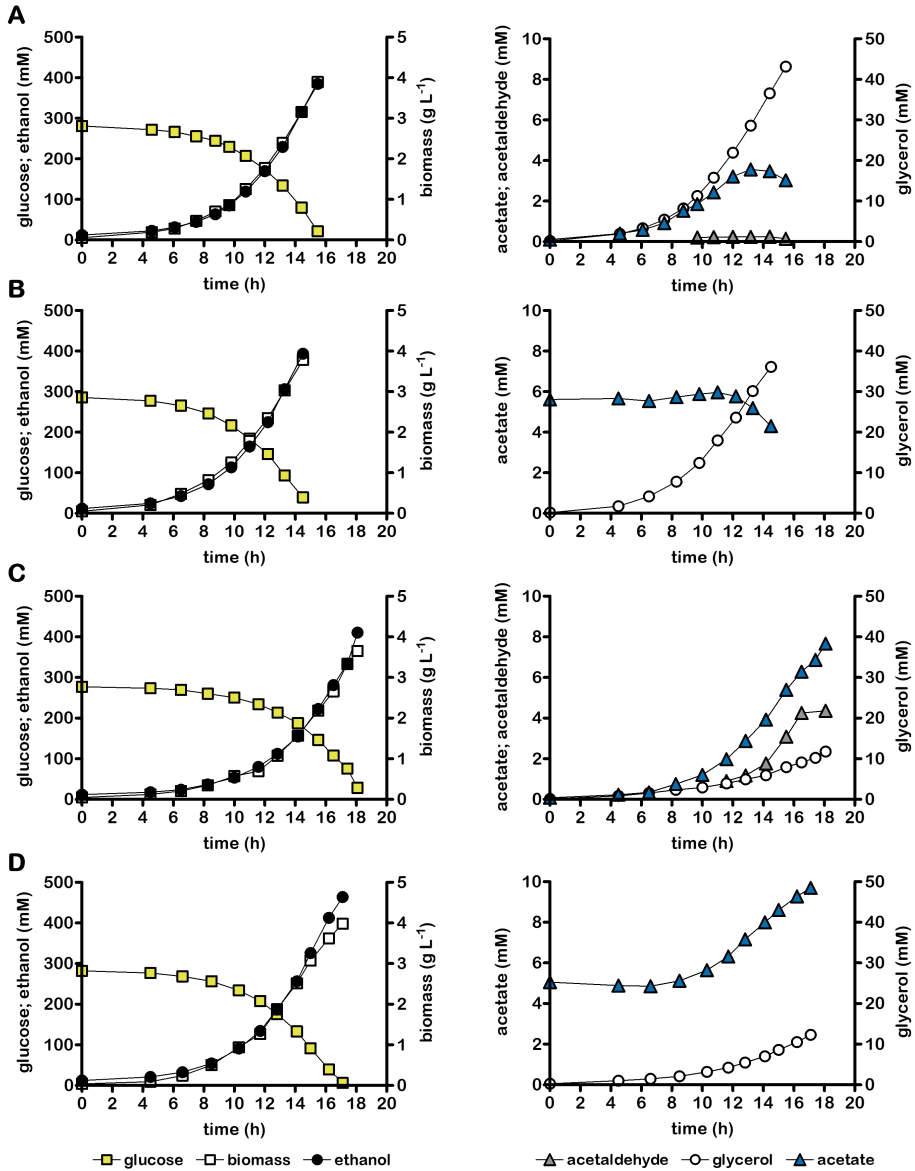 A
glucose; ethanol (mM)
500
400
300
200
100
0
5
4
3
2
1
0
biomass (g L-1)
0 2 4 6 8 10 12 14 16 18 20
time (h)
acetate; acetaldehyde (mM)
10
8
6
4
2
0
50
40
30
20
10
0
glycerol (mM)
0 2 4 6 8 10 12 14 16 18 20
time (h)
B
glucose; ethanol (mM)
500
400
300
200
100
0
5
4
3
2
1
0
biomass (g L-1)
0 2 4 6 8 10 12 14 16 18 20
time (h)
acetate (mM)
10
8
6
4
2
0
50
40
30
20
10
0
glycerol (mM)
0 2 4 6 8 10 12 14 16 18 20
time (h)
C
glucose; ethanol (mM)
500
400
300
200
100
0
5
4
3
2
1
0
biomass (g L-1)
0 2 4 6 8 10 12 14 16 18 20
time (h)
acetate; acetaldehyde (mM)
10
8
6
4
2
0
50
40
30
20
10
0
glycerol (mM)
0 2 4 6 8 10 12 14 16 18 20
time (h)
D
glucose; ethanol (mM)
500
400
300
200
100
0
5
4
3
2
1
0
biomass (g L-1)
0 2 4 6 8 10 12 14 16 18 20
time (h)
acetate (mM)
10
8
6
4
2
0
50
40
30
20
10
0
glycerol (mM)
0 2 4 6 8 10 12 14 16 18 20
time (h)
glucose biomass ethanol
acetaldehyde glycerol acetate